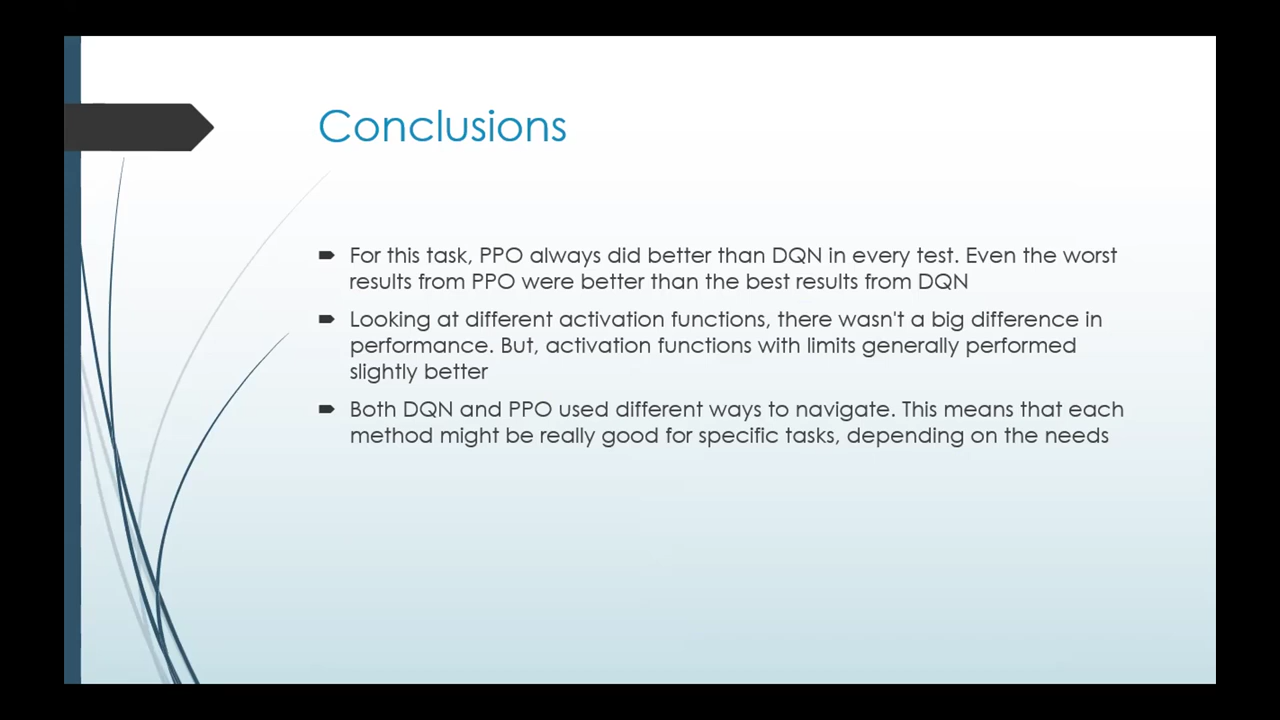 Conclusions
For this task, PPO always did better than DQN in every test. Even the worst
results from PPO were better than the best results from DQN
Looking at different activation functions, there wasn't a big difference in
performance. But, activation functions with limits generally performed
slightly better
Both DQN and PPO used different ways to navigate. This means that each
method might be really good for specific tasks, depending on the needs